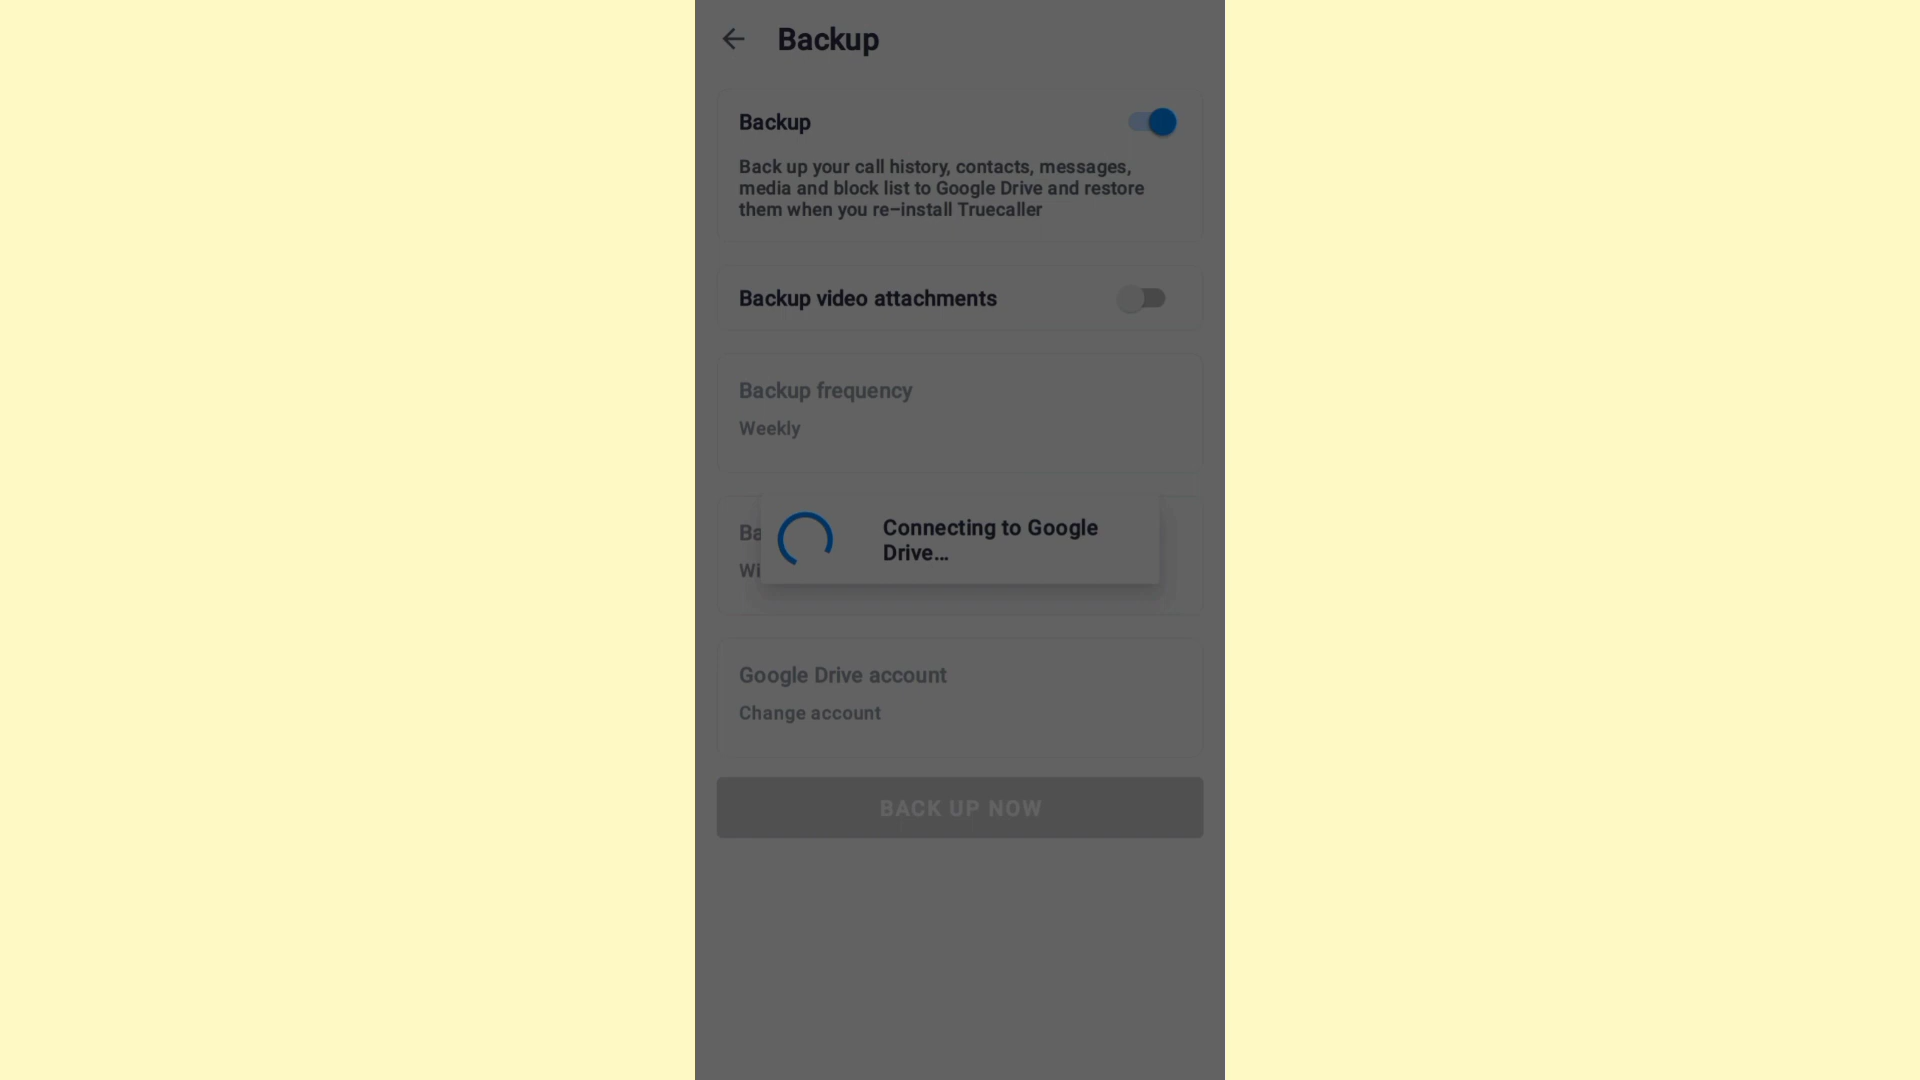 Backup
Backup
Back up your call history, contacts, messages,
media and block list to Google Drive and restore
them when you re-install Truecaller
Backup video attachments
Backup frequency
Weekly
Connecting to Google
Drive...
Google Drive account
Change account
BACK UP NOW